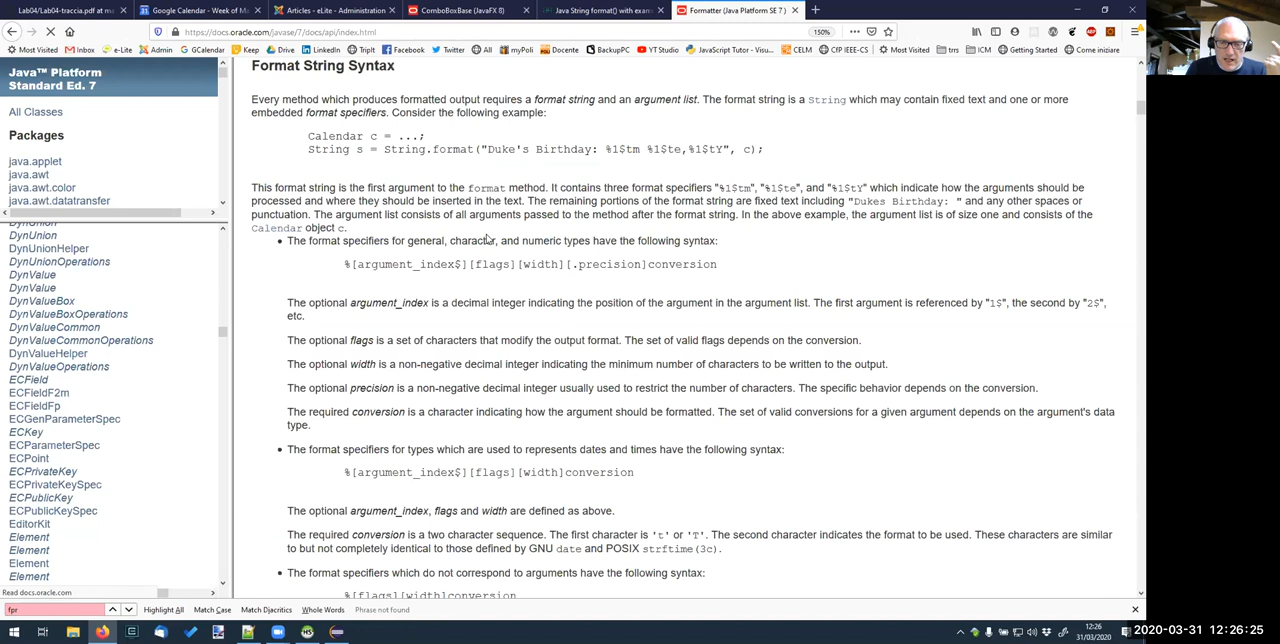 Lab04/Lab04-traccia.pdf at ma
Google Calendar - Week of M
Articles - eLite - Administration
ComboBoxBase (JavaFX 8)
Java String format() with exam
Formatter (Java Platform SE 7)
https://docs.oracle.com/javase/7/docs/api/index.html
150%
Most Visited
Inbox
e-Lite
Admin
GCalendar
Keep
Drive
LinkedIn
TripIt
Facebook
Twitter
All
myPoli
Docente
BackupPC
YT Studio
JavaScript Tutor - Visu...
CELM
CfP IEEE-CS
Most Visited
trrs
ICM
Getting Started
Come iniziare
Java™ Platform
Standard Ed. 7
All Classes
Packages
java.applet
java.awt
java.awt.color
java.awt.datatransfer
DynUnion
DynUnion
DynUnionHelper
DynUnionOperations
DynValue
DynValue
DynValueBox
DynValueBoxOperations
DynValueCommon
DynValueCommonOperations
DynValueHelper
DynValueOperations
ECField
ECFieldF2m
ECFieldFp
ECGenParameterSpec
ECKey
ECParameterSpec
ECPoint
ECPrivateKey
ECPrivateKeySpec
ECPublicKey
ECPublicKeySpec
EditorKit
Element
Element
Element
Element
Read docs.oracle.com
Format String Syntax
Every method which produces formatted output requires a format string and an argument list. The format string is a String which may contain fixed text and one or more
embedded format specifiers. Consider the following example:
Calendar c = ...;
String s = String.format("Duke's Birthday: %1$tm %1$te,%1$tY", c);
This format string is the first argument to the format method. It contains three format specifiers "%1$tm", "%1$te", and "%1$tY" which indicate how the arguments should be
processed and where they should be inserted in the text. The remaining portions of the format string are fixed text including "Dukes Birthday: " and any other spaces or
punctuation. The argument list consists of all arguments passed to the method after the format string. In the above example, the argument list is of size one and consists of the
Calendar object c.
• The format specifiers for general, character, and numeric types have the following syntax:
%[argument_index$][flags][width][.precision]conversion
The optional argument_index is a decimal integer indicating the position of the argument in the argument list. The first argument is referenced by "1$", the second by "2$",
etc.
The optional flags is a set of characters that modify the output format. The set of valid flags depends on the conversion.
The optional width is a non-negative decimal integer indicating the minimum number of characters to be written to the output.
The optional precision is a non-negative decimal integer usually used to restrict the number of characters. The specific behavior depends on the conversion.
The required conversion is a character indicating how the argument should be formatted. The set of valid conversions for a given argument depends on the argument's data
type.
• The format specifiers for types which are used to represents dates and times have the following syntax:
%[argument_index$][flags][width]conversion
The optional argument_index, flags and width are defined as above.
The required conversion is a two character sequence. The first character is 't' or 'T'. The second character indicates the format to be used. These characters are similar
to but not completely identical to those defined by GNU date and POSIX strftime(3c).
• The format specifiers which do not correspond to arguments have the following syntax:
%[flags][width]conversion
fpr
Highlight All
Match Case
Match Diacritics
Whole Words
Phrase not found
12:26
31/03/2020
2020-03-31 12:26:25